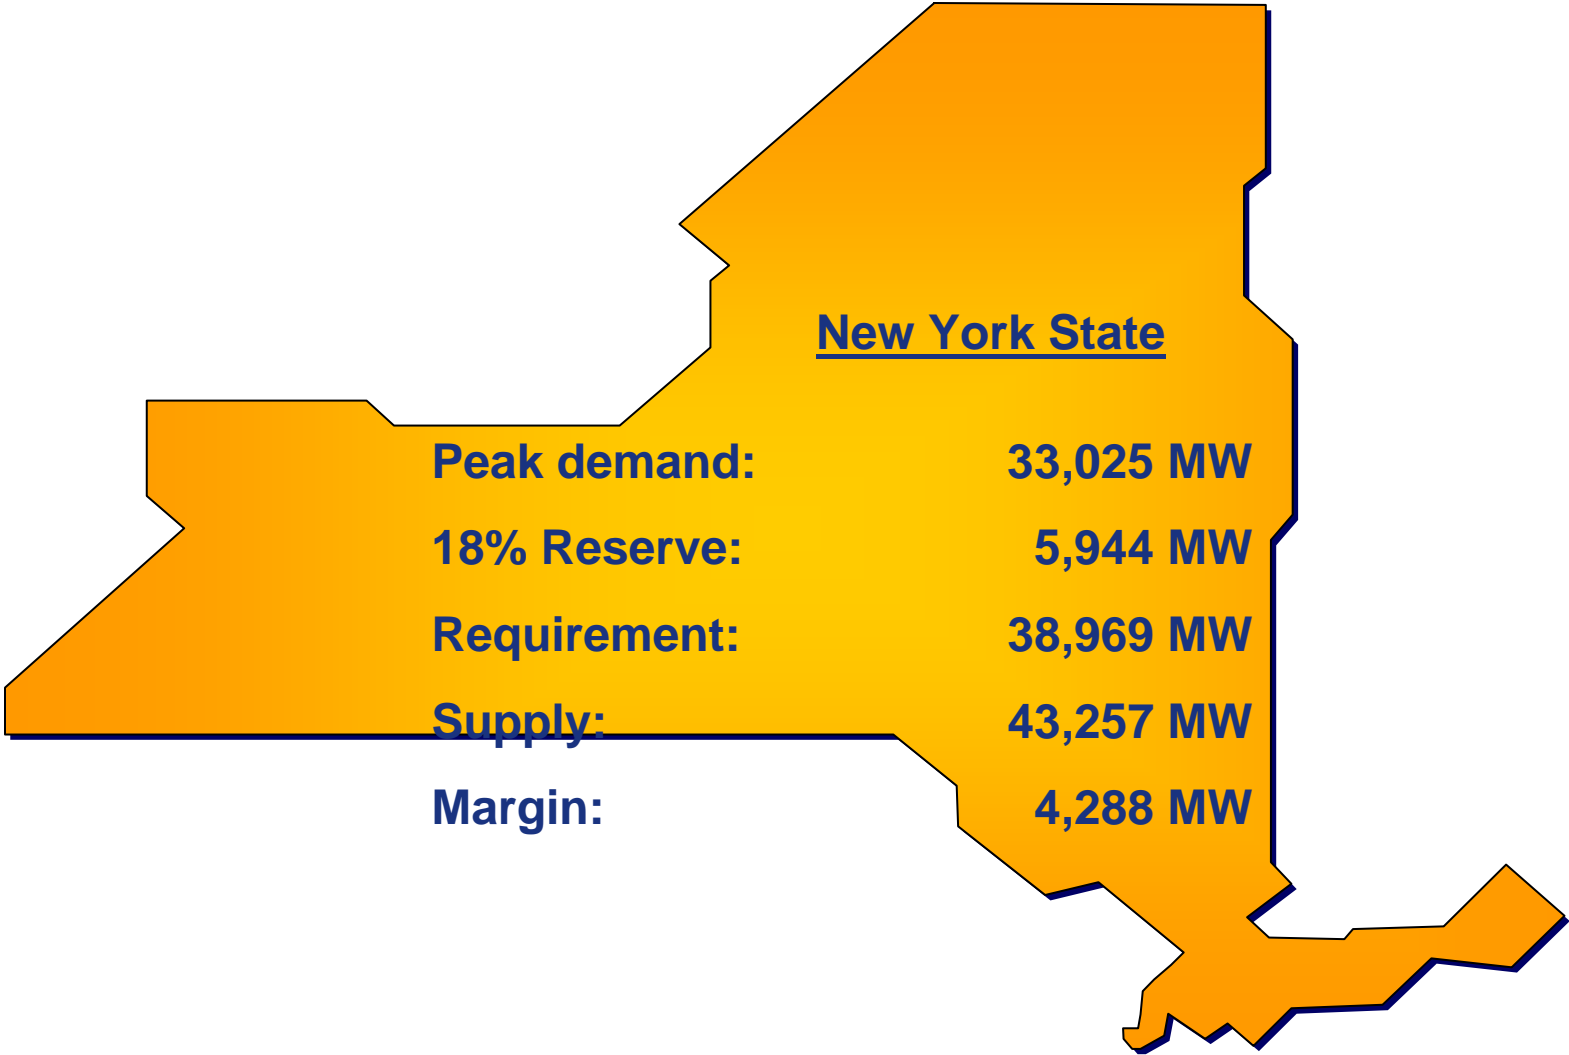 New York State
Peak demand: 33,025 MW
18% Reserve: 5,944 MW
Requirement: 38,969 MW
Supply: 43,257 MW
Margin: 4,288 MW